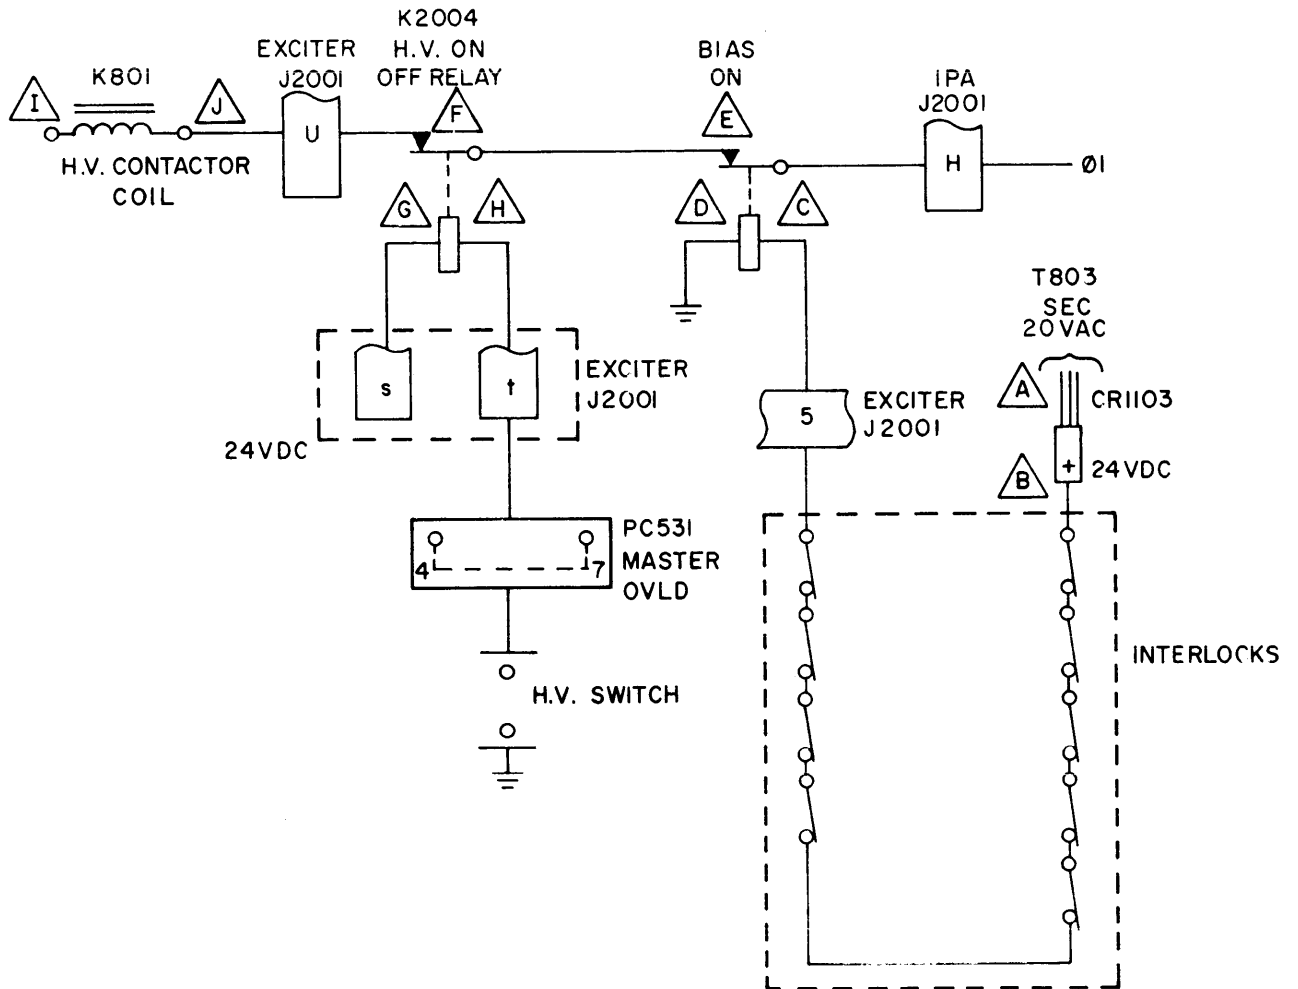 K2004
H.V. ON
OFF RELAY
EXCITER
J2001
BIAS
ON
IPA
J2001
K801
I
J
U
F
E
H
Ø1
H.V. CONTACTOR
COIL
G
H
D
C
T803
SEC
20VAC
s
t
EXCITER
J2001
24VDC
A
CR1103
5
EXCITER
J2001
B
+
24VDC
4
7
PC531
MASTER
OVLD
INTERLOCKS
H.V. SWITCH